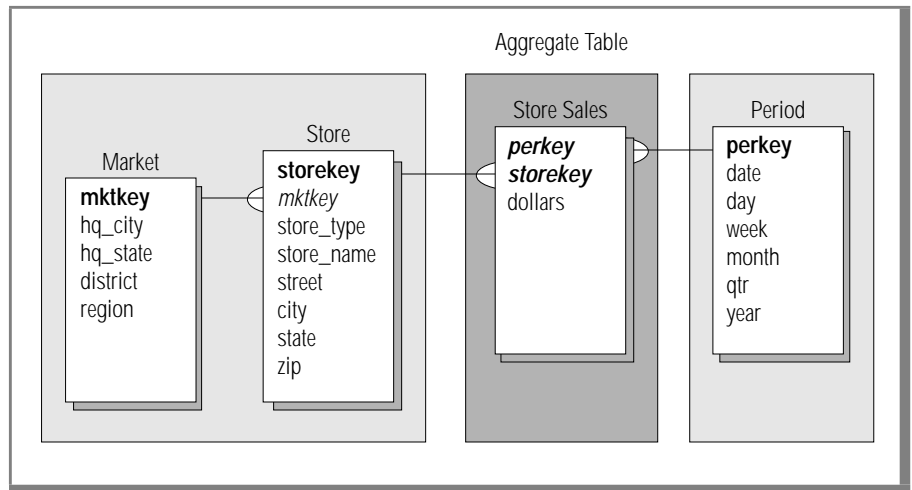 Aggregate Table
Market
mktkey
hq_city
hq_state
district
region
Store
storekey
mktkey
store_type
store_name
street
city
state
zip
Store Sales
perkey
storekey
dollars
Period
perkey
date
day
week
month
qtr
year